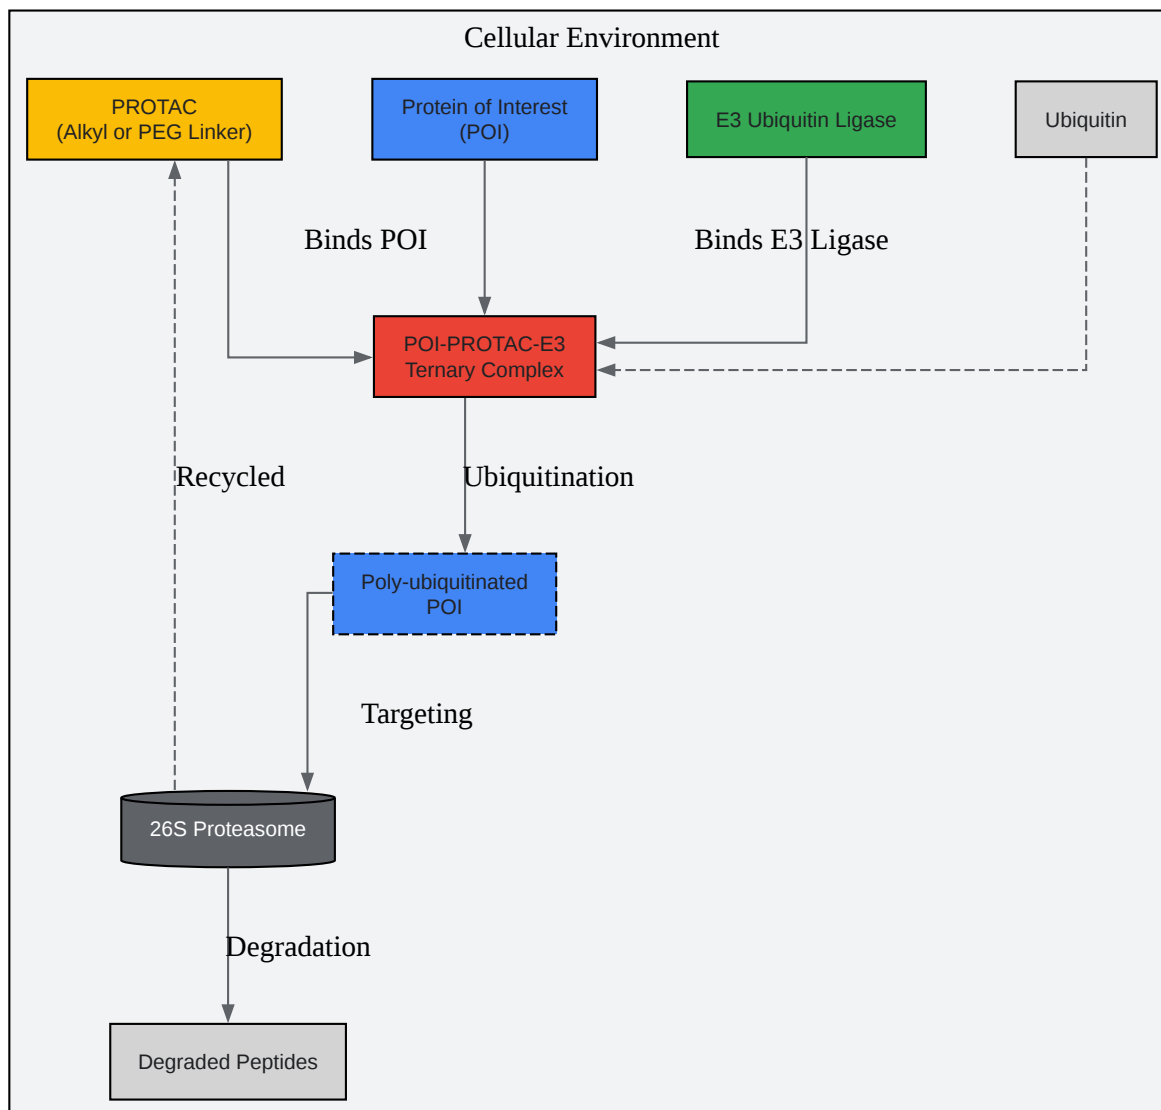 Cellular Environment
PROTAC
(Alkyl or PEG Linker)
Protein of Interest
(POI)
E3 Ubiquitin Ligase
Ubiquitin
Binds POI
Binds E3 Ligase
POI-PROTAC-E3
Ternary Complex
Recycled
Ubiquitination
Poly-ubiquitinated
POI
Targeting
26S Proteasome
Degradation
Degraded Peptides